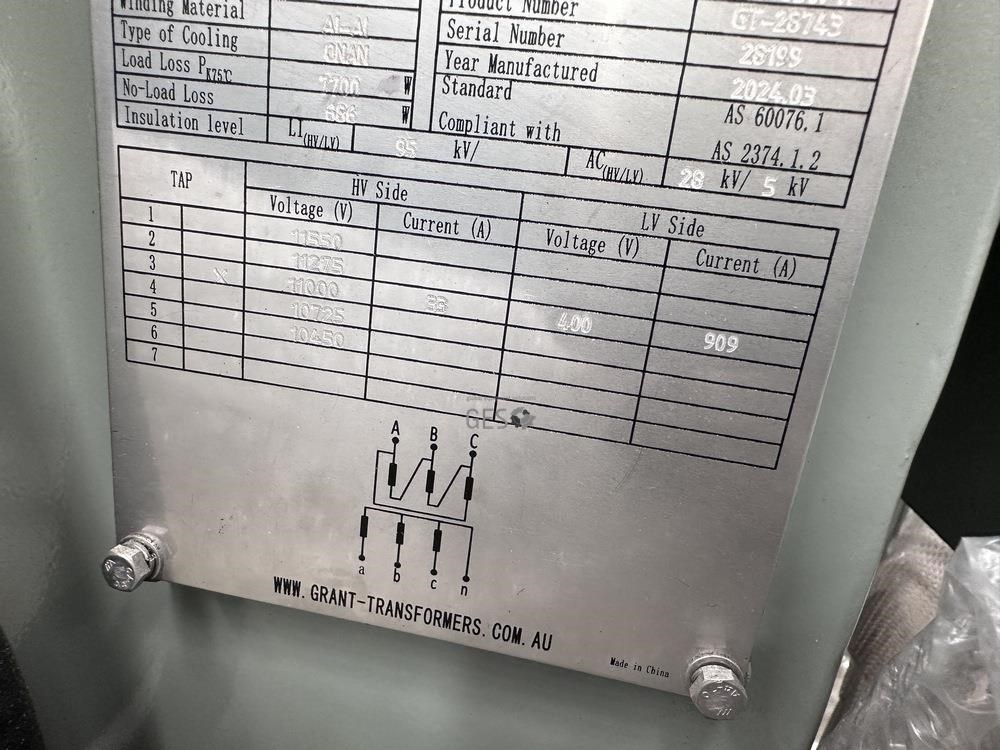 Winding Material Al-Al
Type of Cooling ONAN
Load Loss PK75℃ 7700 W
No-Load Loss 686 W
Insulation level LI(HV/LV) 95 kV/ AC(HV/LV) 28 kV/ 5 kV
Product Number GT-28743
Serial Number 28199
Year Manufactured 2024.03
Standard AS 60076.1
Compliant with AS 2374.1.2
TAP HV Side LV Side
Voltage (V) Current (A) Voltage (V) Current (A)
1 11550
2 11275
3 X 11000 33 400 909
4 10725
5 10450
6
7
GES
A B C
a b c n
WWW.GRANT-TRANSFORMERS.COM.AU
Made in China